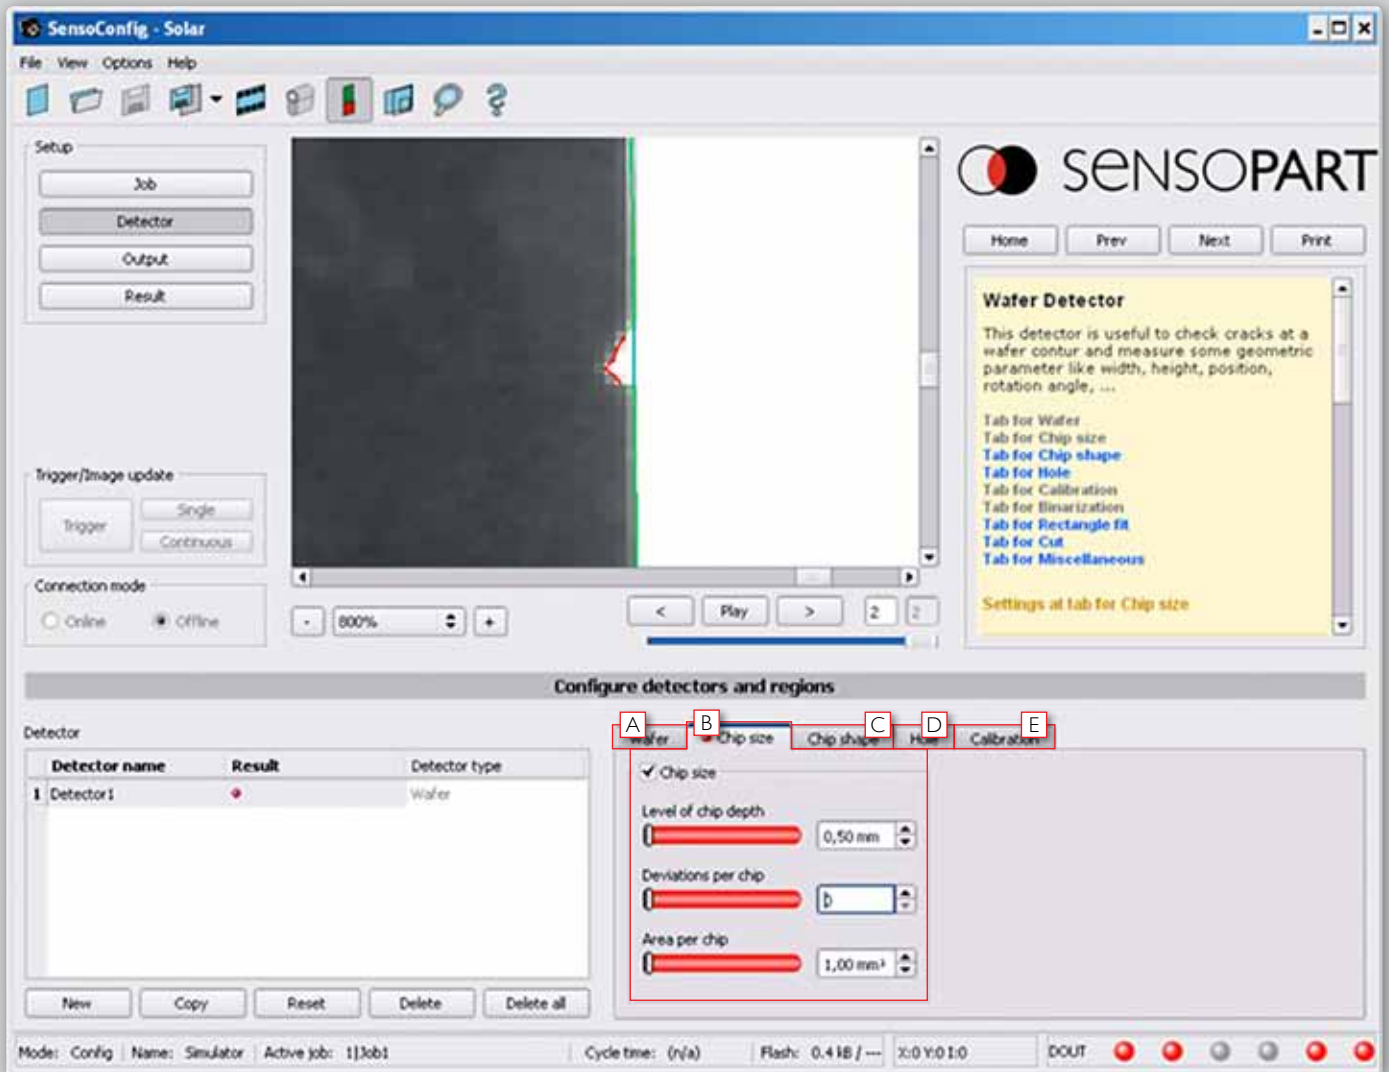 SensoConfig - Solar
File View Options Help
Setup
Job
Detector
Output
Result
Trigger/Image update
Trigger
Single
Continuous
Connection mode
Online
Offline
-
800%
+
<
Play
>
2
2
SENSOPART
Home
Prev
Next
Print
Wafer Detector
This detector is useful to check cracks at a
wafer contur and measure some geometric
parameter like width, height, position,
rotation angle, ...
Tab for Wafer
Tab for Chip size
Tab for Chip shape
Tab for Hole
Tab for Calibration
Tab for Binarization
Tab for Rectangle fit
Tab for Cut
Tab for Miscellaneous
Settings at tab for Chip size
Configure detectors and regions
Detector
Detector name Result Detector type
1 Detector1 Wafer
New
Copy
Reset
Delete
Delete all
A
B
C
D
E
Wafer
Chip size
Chip shape
Hole
Calibration
Chip size
Level of chip depth
0,50 mm
Deviations per chip
Area per chip
1,00 mm²
Mode: Config Name: Simulator Active job: 1|Job1 Cycle time: (n/a) Flash: 0.4 kB / --- X:0 Y:0 I:0 DOUT